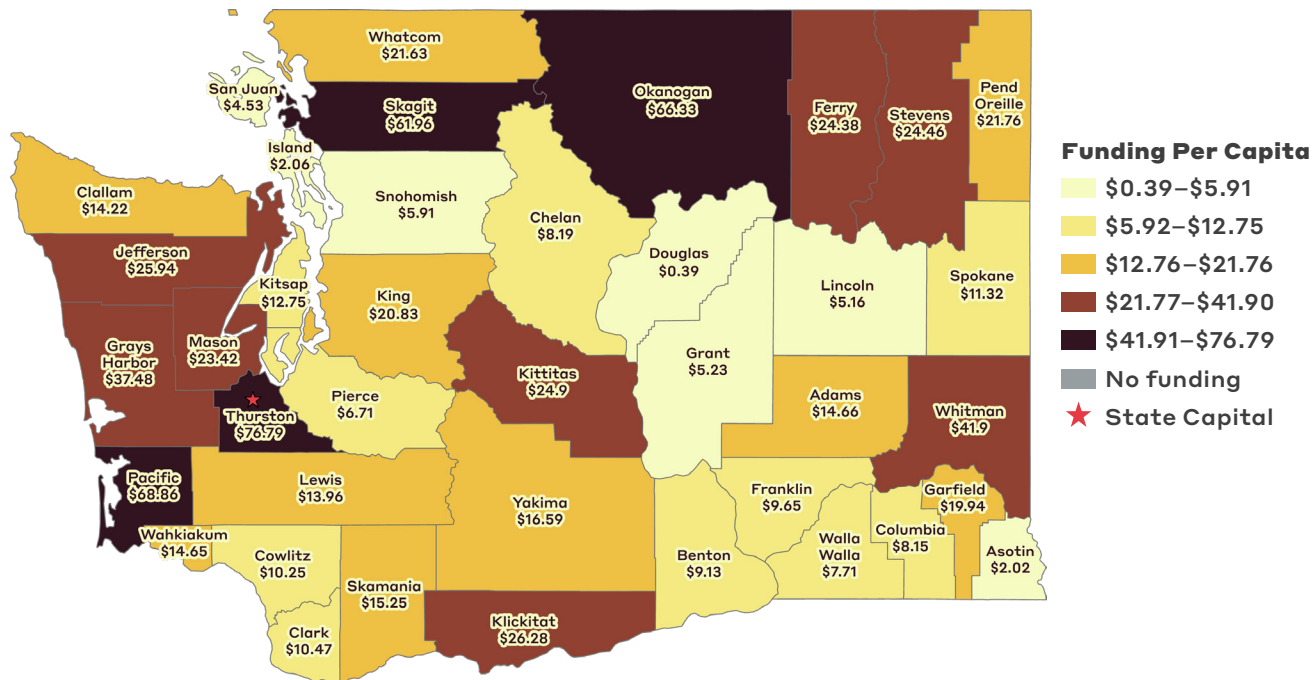 Whatcom
$21.63
San Juan
$4.53
Skagit
$61.96
Okanogan
$66.33
Ferry
$24.38
Stevens
$24.46
Pend
Oreille
$21.76
Island
$2.06
Clallam
$14.22
Snohomish
$5.91
Chelan
$8.19
Jefferson
$25.94
Douglas
$0.39
Kitsap
$12.75
King
$20.83
Lincoln
$5.16
Spokane
$11.32
Grays
Harbor
$37.48
Mason
$23.42
Kittitas
$24.9
Grant
$5.23
Thurston
$76.79
Pierce
$6.71
Adams
$14.66
Whitman
$41.9
Pacific
$68.86
Lewis
$13.96
Yakima
$16.59
Franklin
$9.65
Garfield
$19.94
Wahkiakum
$14.65
Cowlitz
$10.25
Benton
$9.13
Walla
Walla
$7.71
Columbia
$8.15
Asotin
$2.02
Skamania
$15.25
Clark
$10.47
Klickitat
$26.28
Funding Per Capita
$0.39–$5.91
$5.92–$12.75
$12.76–$21.76
$21.77–$41.90
$41.91–$76.79
No funding
State Capital